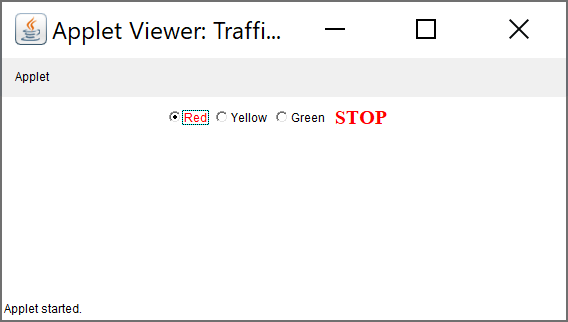 Applet Viewer: Traffi...
Applet
Red Yellow Green STOP
Applet started.